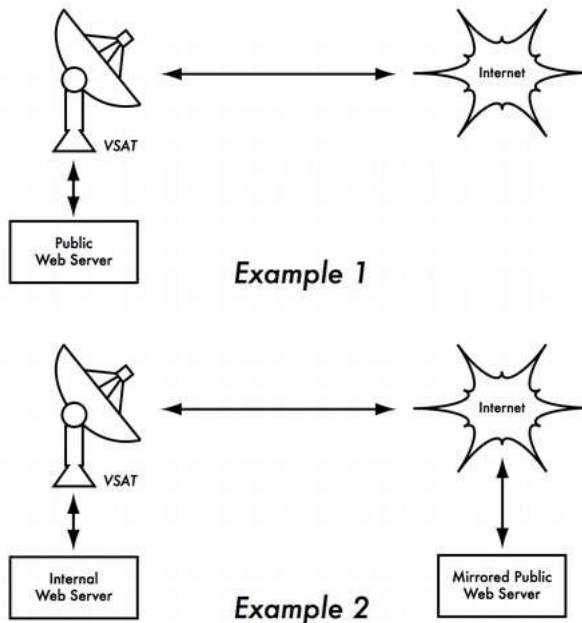 Internet
VSAT
Public
Web Server
Example 1
Internet
VSAT
Internal
Web Server
Mirrored Public
Web Server
Example 2